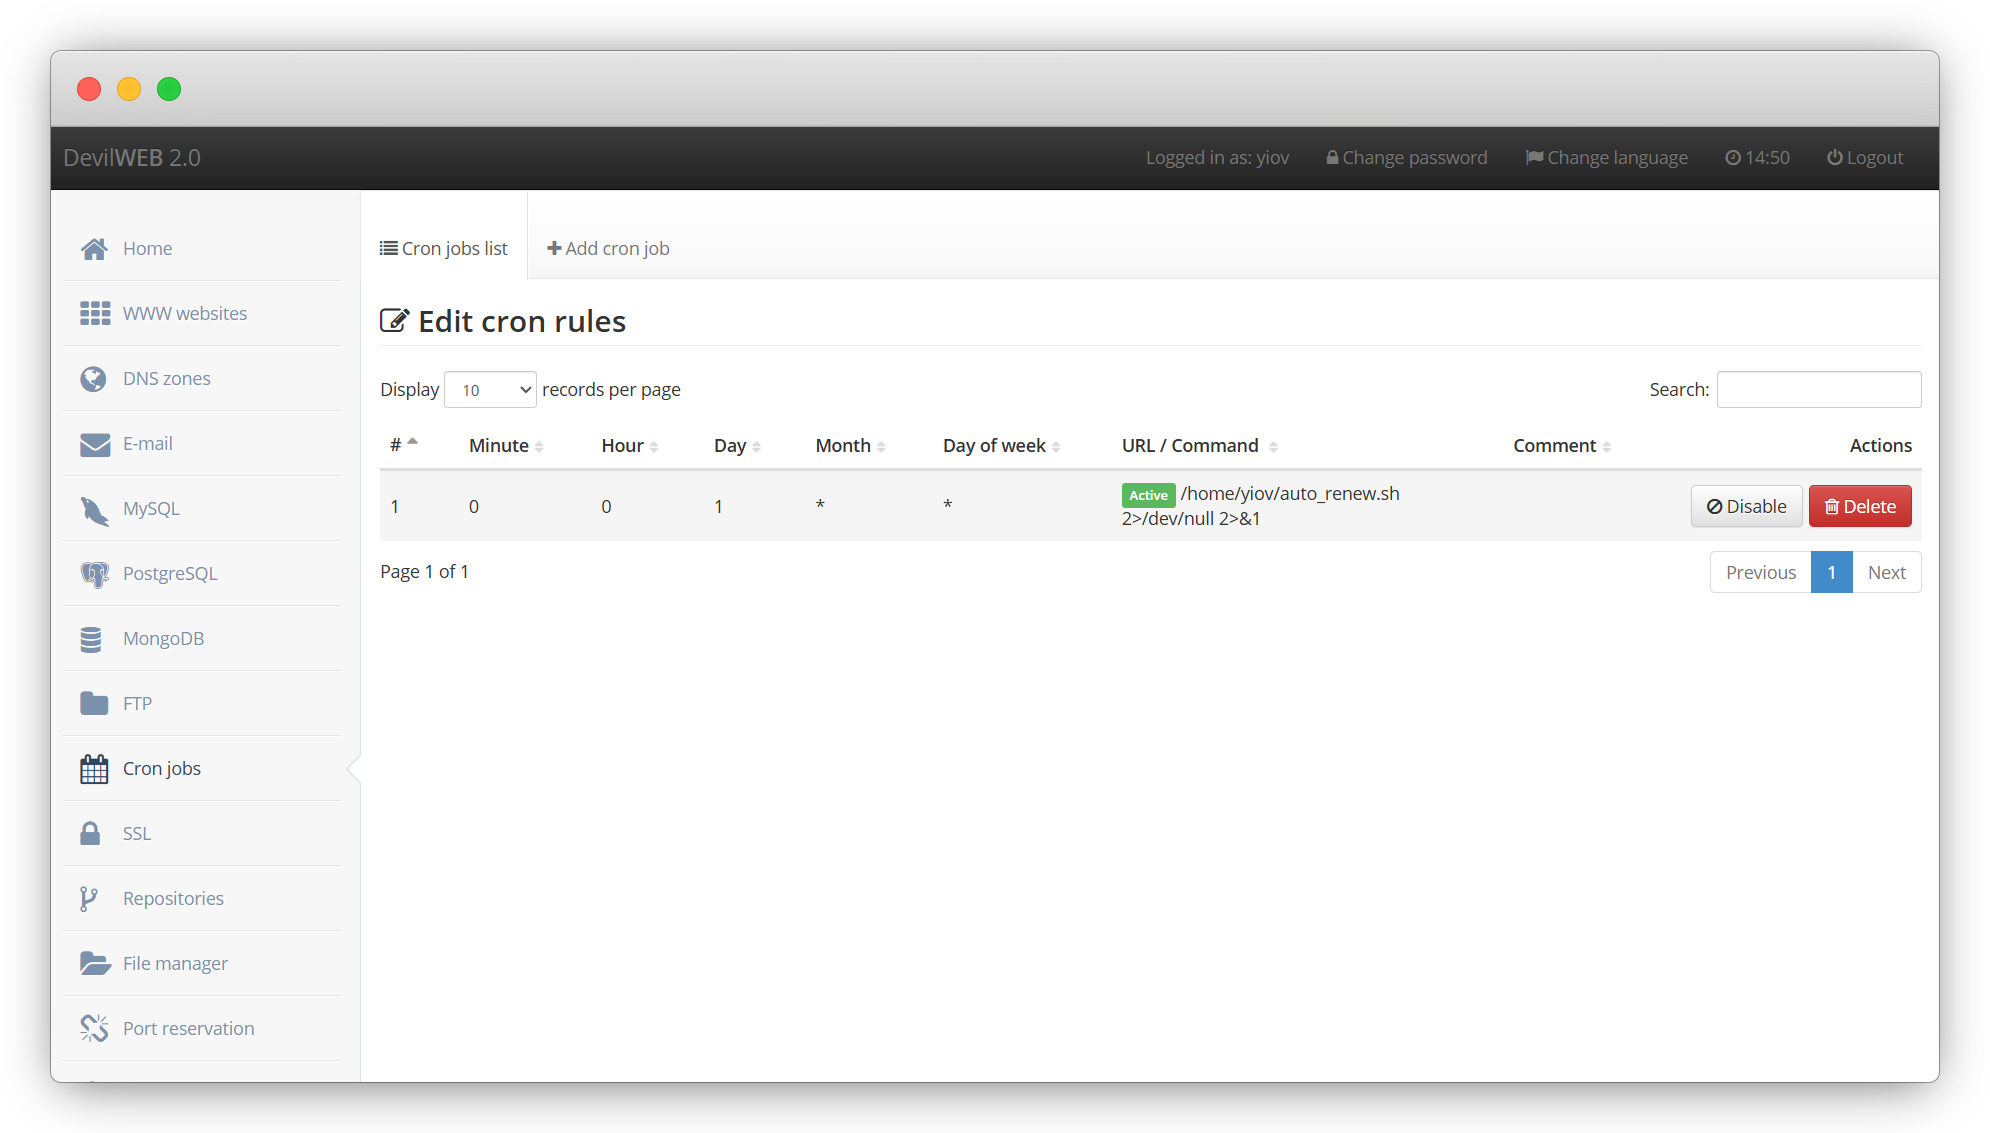 DevilWEB 2.0
Logged in as: yiov
Change password
Change language
14:50
Logout
Home
WWW websites
DNS zones
E-mail
MySQL
PostgreSQL
MongoDB
FTP
Cron jobs
SSL
Repositories
File manager
Port reservation
Cron jobs list
Add cron job
Edit cron rules
Display 10 records per page
Search:
# Minute Hour Day Month Day of week URL / Command Comment Actions
1 0 0 1 * * Active /home/yiov/auto_renew.sh Disable Delete
2>/dev/null 2>&1
Page 1 of 1
Previous 1 Next